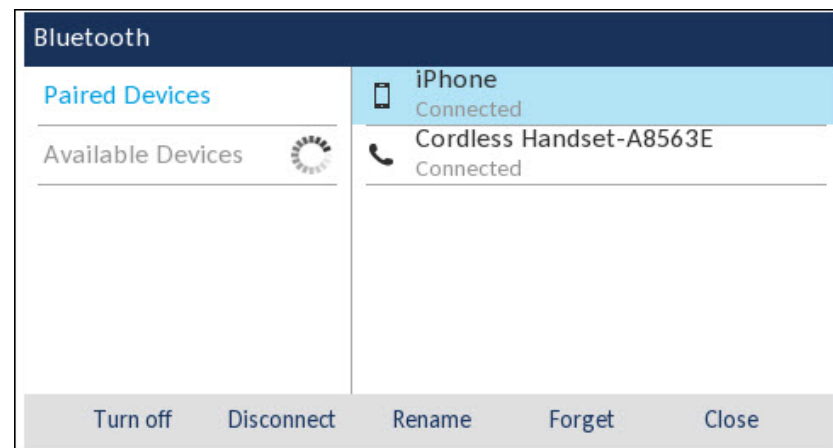 Bluetooth
Paired Devices
Available Devices
iPhone
Connected
Cordless Handset-A8563E
Connected
Turn off Disconnect Rename Forget Close